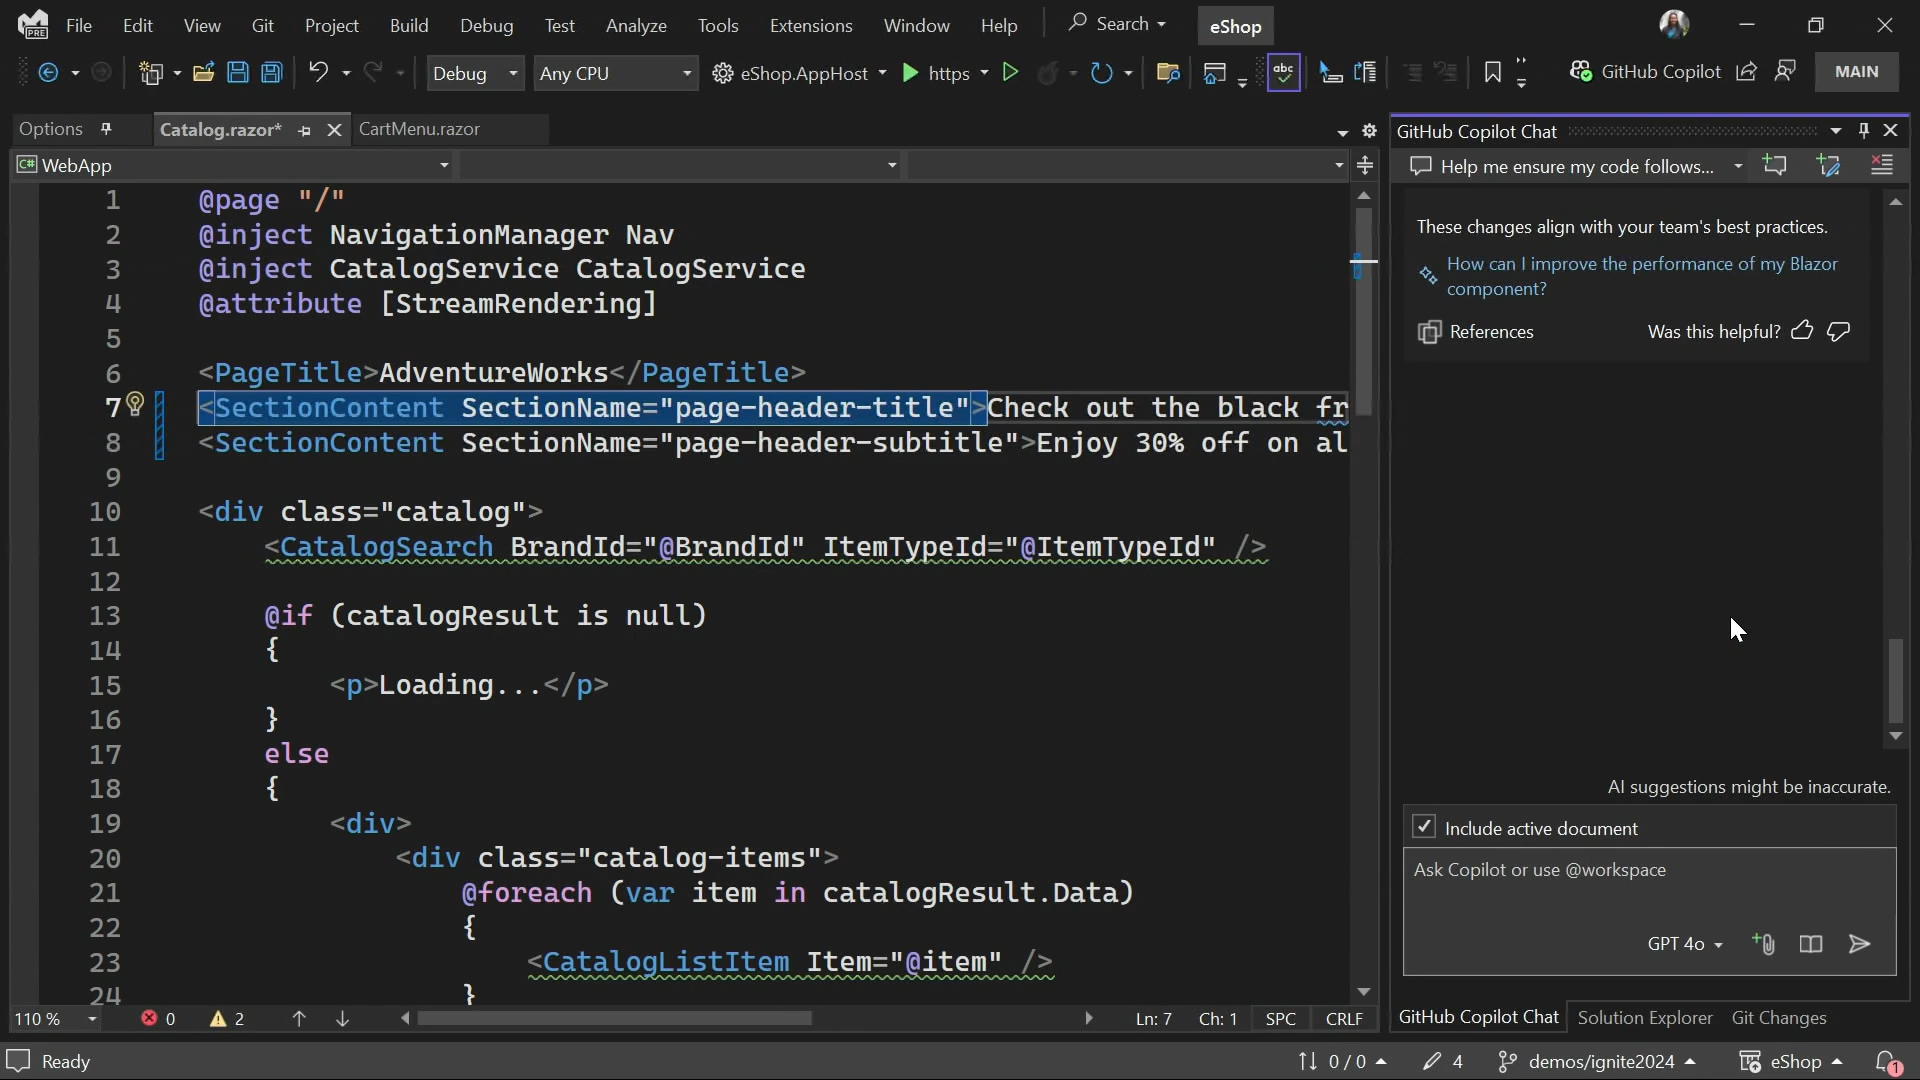 PRE File Edit View Git Project Build Debug Test Analyze Tools Extensions Window Help Search eShop
Debug Any CPU eShop.AppHost https abc GitHub Copilot MAIN
Options Catalog.razor* CartMenu.razor
C# WebApp
1 @page "/"
2 @inject NavigationManager Nav
3 @inject CatalogService CatalogService
4 @attribute [StreamRendering]
5
6 <PageTitle>AdventureWorks</PageTitle>
7 <SectionContent SectionName="page-header-title">Check out the black fr
8 <SectionContent SectionName="page-header-subtitle">Enjoy 30% off on al
9
10 <div class="catalog">
11 <CatalogSearch BrandId="@BrandId" ItemTypeId="@ItemTypeId" />
12
13 @if (catalogResult is null)
14 {
15 <p>Loading...</p>
16 }
17 else
18 {
19 <div>
20 <div class="catalog-items">
21 @foreach (var item in catalogResult.Data)
22 {
23 <CatalogListItem Item="@item" />
24 }
110 % 0 2 Ln: 7 Ch: 1 SPC CRLF
GitHub Copilot Chat
Help me ensure my code follows...
These changes align with your team's best practices.
How can I improve the performance of my Blazor
component?
References Was this helpful?
AI suggestions might be inaccurate.
Include active document
Ask Copilot or use @workspace
GPT 4o
GitHub Copilot Chat Solution Explorer Git Changes
Ready 0 / 0 4 demos/ignite2024 eShop 1